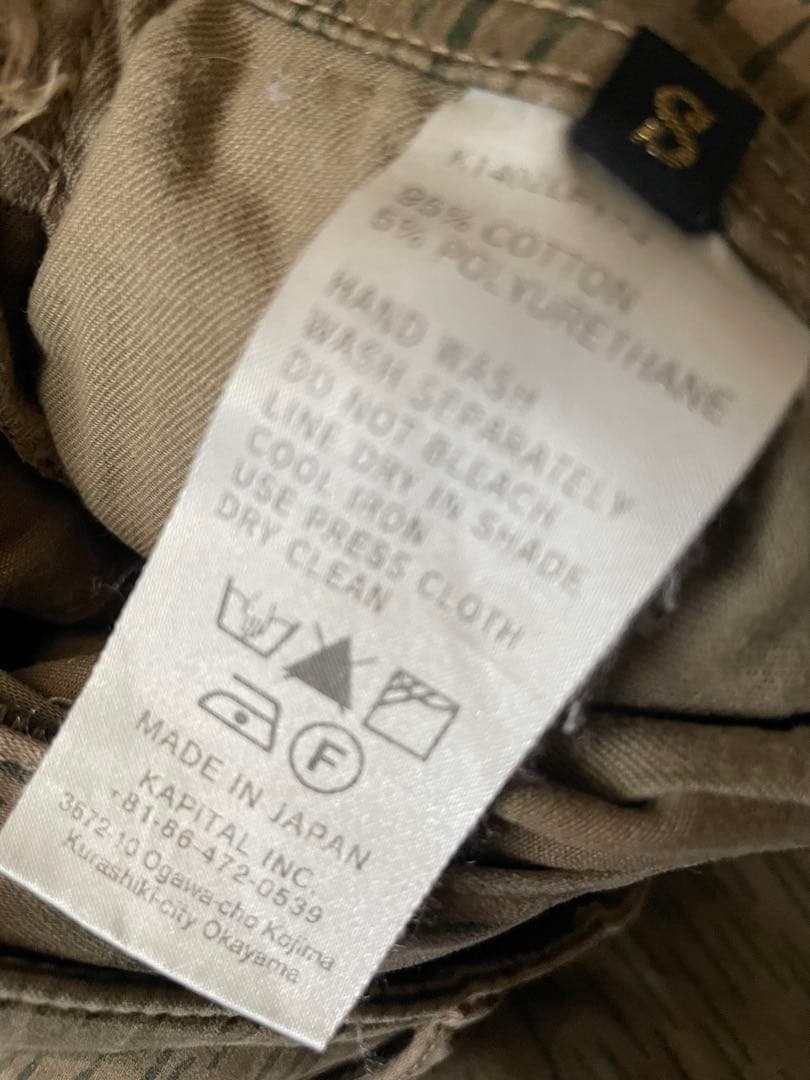 95% COTTON
5% POLYURETHANE
HAND WASH
WASH SEPARATELY
DO NOT BLEACH
LINE DRY IN SHADE
COOL IRON
USE PRESS CLOTH
DRY CLEAN
F
MADE IN JAPAN
KAPITAL INC.
+81-86-472-0539
3672-10 Ogawa-cho Kojima
Kurashiki-city Okayama